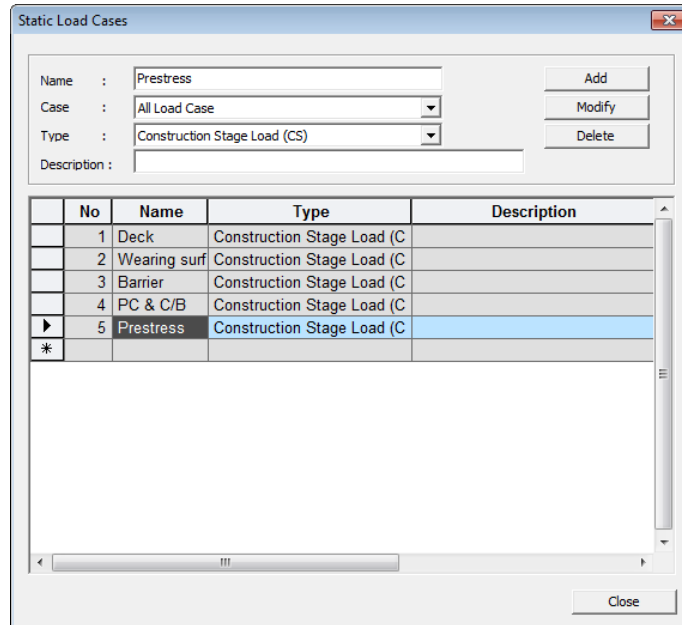 Static Load Cases
Name : Prestress Add
Case : All Load Case Modify
Type : Construction Stage Load (CS) Delete
Description :
No Name Type Description
1 Deck Construction Stage Load (C
2 Wearing surf Construction Stage Load (C
3 Barrier Construction Stage Load (C
4 PC & C/B Construction Stage Load (C
5 Prestress Construction Stage Load (C
Close